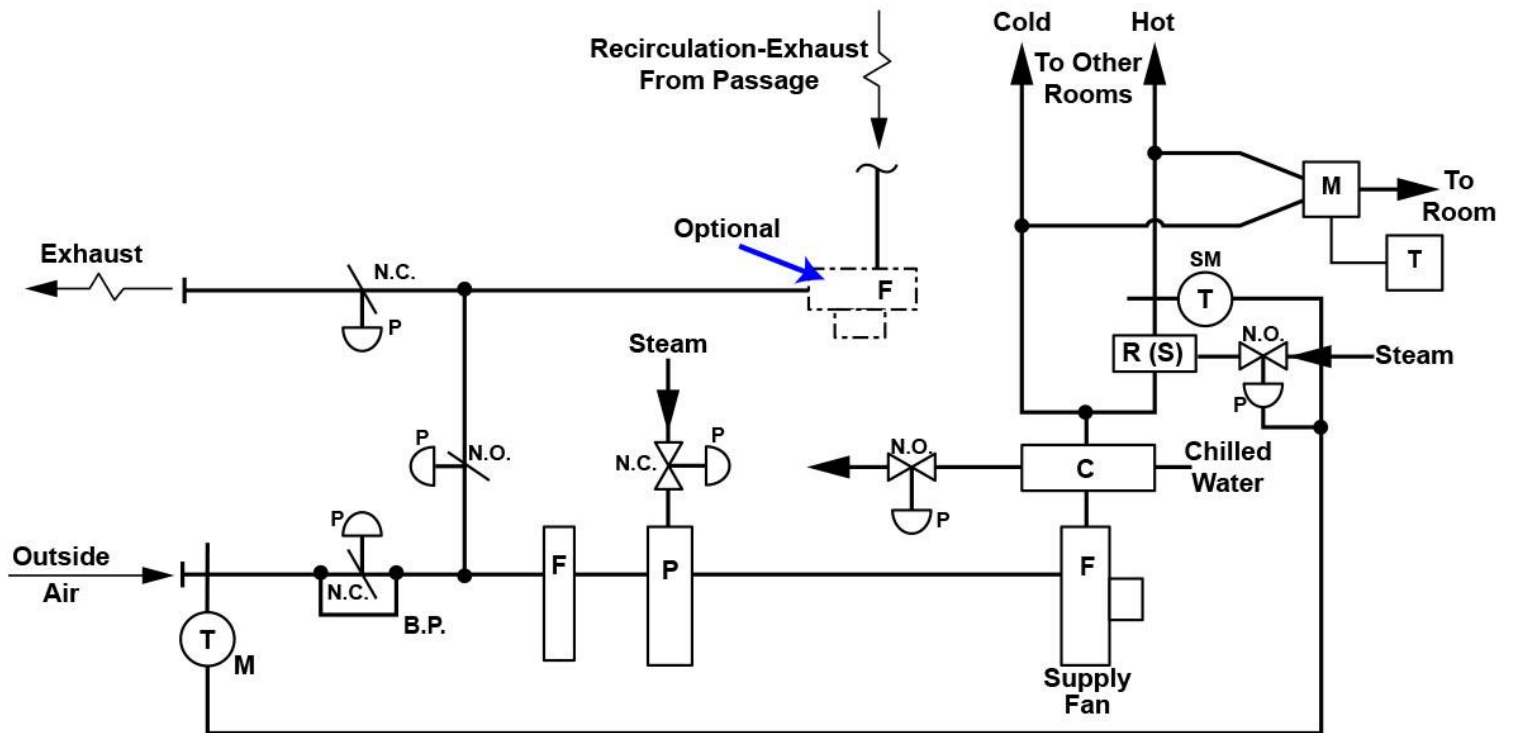 Cold
Hot
Recirculation-Exhaust
From Passage
To Other
Rooms
M
To
Room
Optional
T
Exhaust
N.C.
F
SM
T
P
Steam
N.O.
R (S)
Steam
P
P
N.O.
P
N.C.
N.O.
C
Chilled
Water
P
P
Outside
Air
N.C.
F
P
F
B.P.
T
M
Supply
Fan